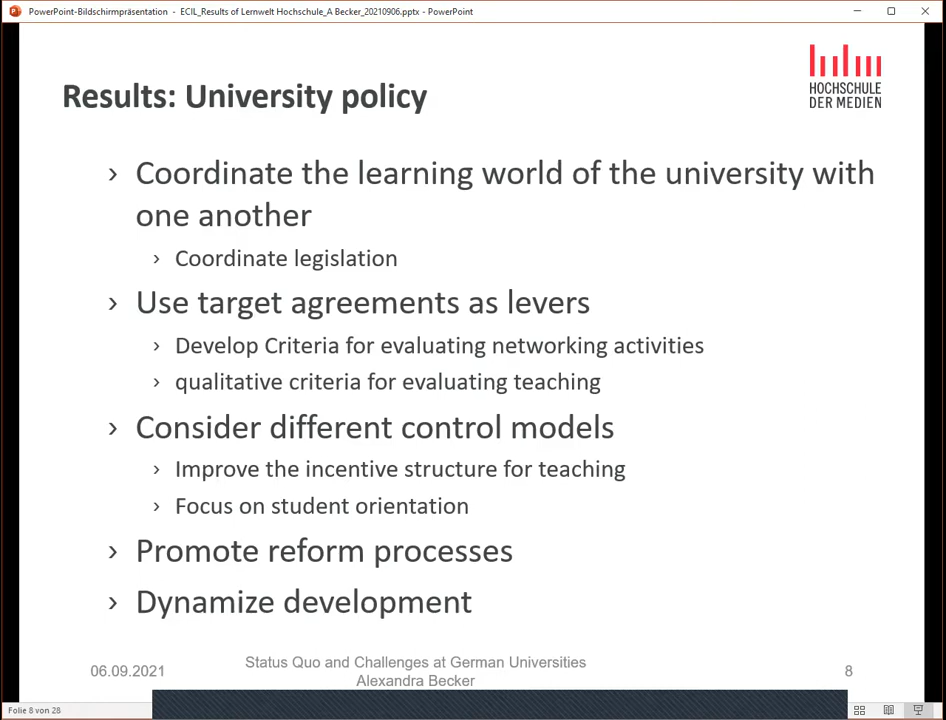 PowerPoint-Bildschirmpräsentation - ECIL_Results of Lernwelt Hochschule_A Becker_20210906.pptx - PowerPoint
HOCHSCHULE
DER MEDIEN
Results: University policy
› Coordinate the learning world of the university with
one another
› Coordinate legislation
› Use target agreements as levers
› Develop Criteria for evaluating networking activities
› qualitative criteria for evaluating teaching
› Consider different control models
› Improve the incentive structure for teaching
› Focus on student orientation
› Promote reform processes
› Dynamize development
06.09.2021
Status Quo and Challenges at German Universities
Alexandra Becker
8
Folie 8 von 28